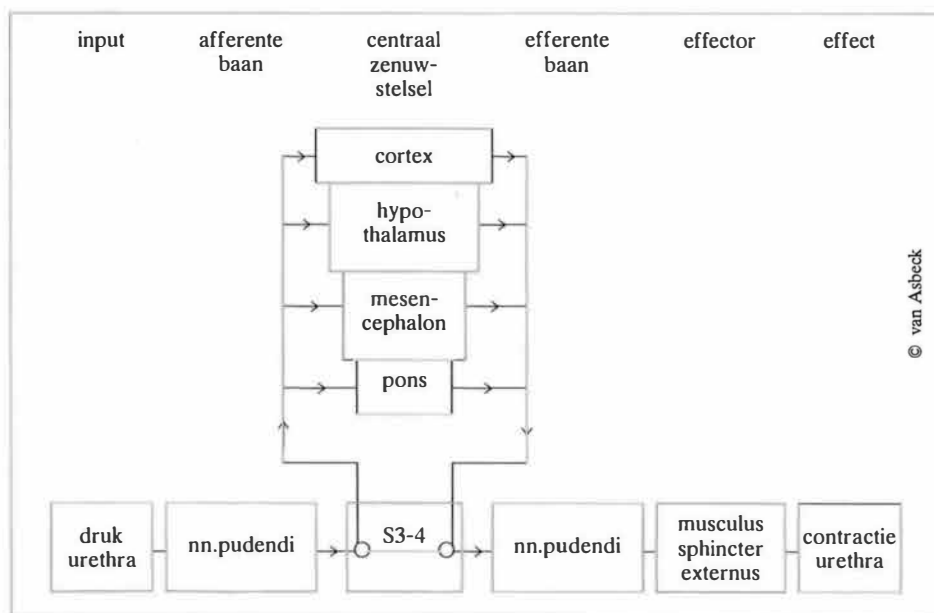 input afferente centraal efferente effector effect
baan zenuw- baan
stelsel
cortex
hypo-
thalamus
mesen-
cephalon
pons
© van Asbeck
druk
urethra
nn.pudendi
S3-4
nn.pudendi
musculus
sphincter
externus
contractie
urethra